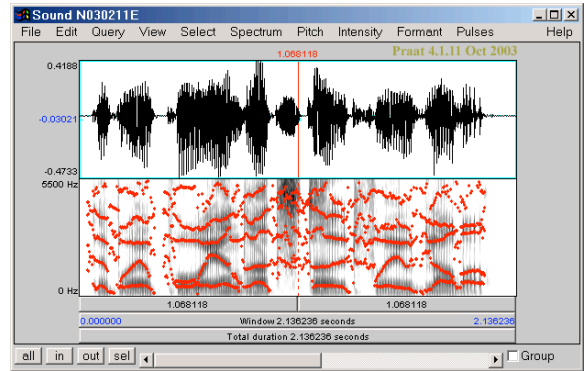 Sound N030211E
File Edit Query View Select Spectrum Pitch Intensity Formant Pulses Help
1.068118 Praat 4.1.11 Oct 2003
0.4188
-0.03021
-0.4733
5500 Hz
0 Hz
1.068118 1.068118
0.000000 Window 2.136236 seconds 2.136236
Total duration 2.136236 seconds
all in out sel Group